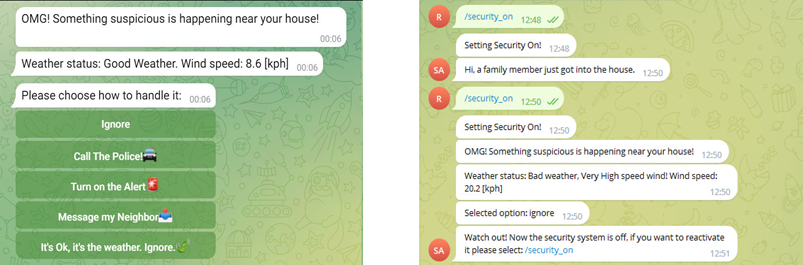 OMG! Something suspicious is happening near your house!
00:06
Weather status: Good Weather. Wind speed: 8.6 [kph] 00:06
Please choose how to handle it: 00:06
Ignore
Call The Police!🚔
Turn on the Alert🚨
Message my Neighbor📩
It's Ok, it's the weather. Ignore.🍃
R /security_on 12:48
Setting Security On! 12:48
SA Hi, a family member just got into the house. 12:50
R /security_on 12:50
Setting Security On! 12:50
OMG! Something suspicious is happening near your house! 12:50
Weather status: Bad weather, Very High speed wind! Wind speed:
20.2 [kph] 12:50
Selected option: ignore 12:50
Watch out! Now the security system is off, if you want to reactivate
SA it please select: /security_on 12:51